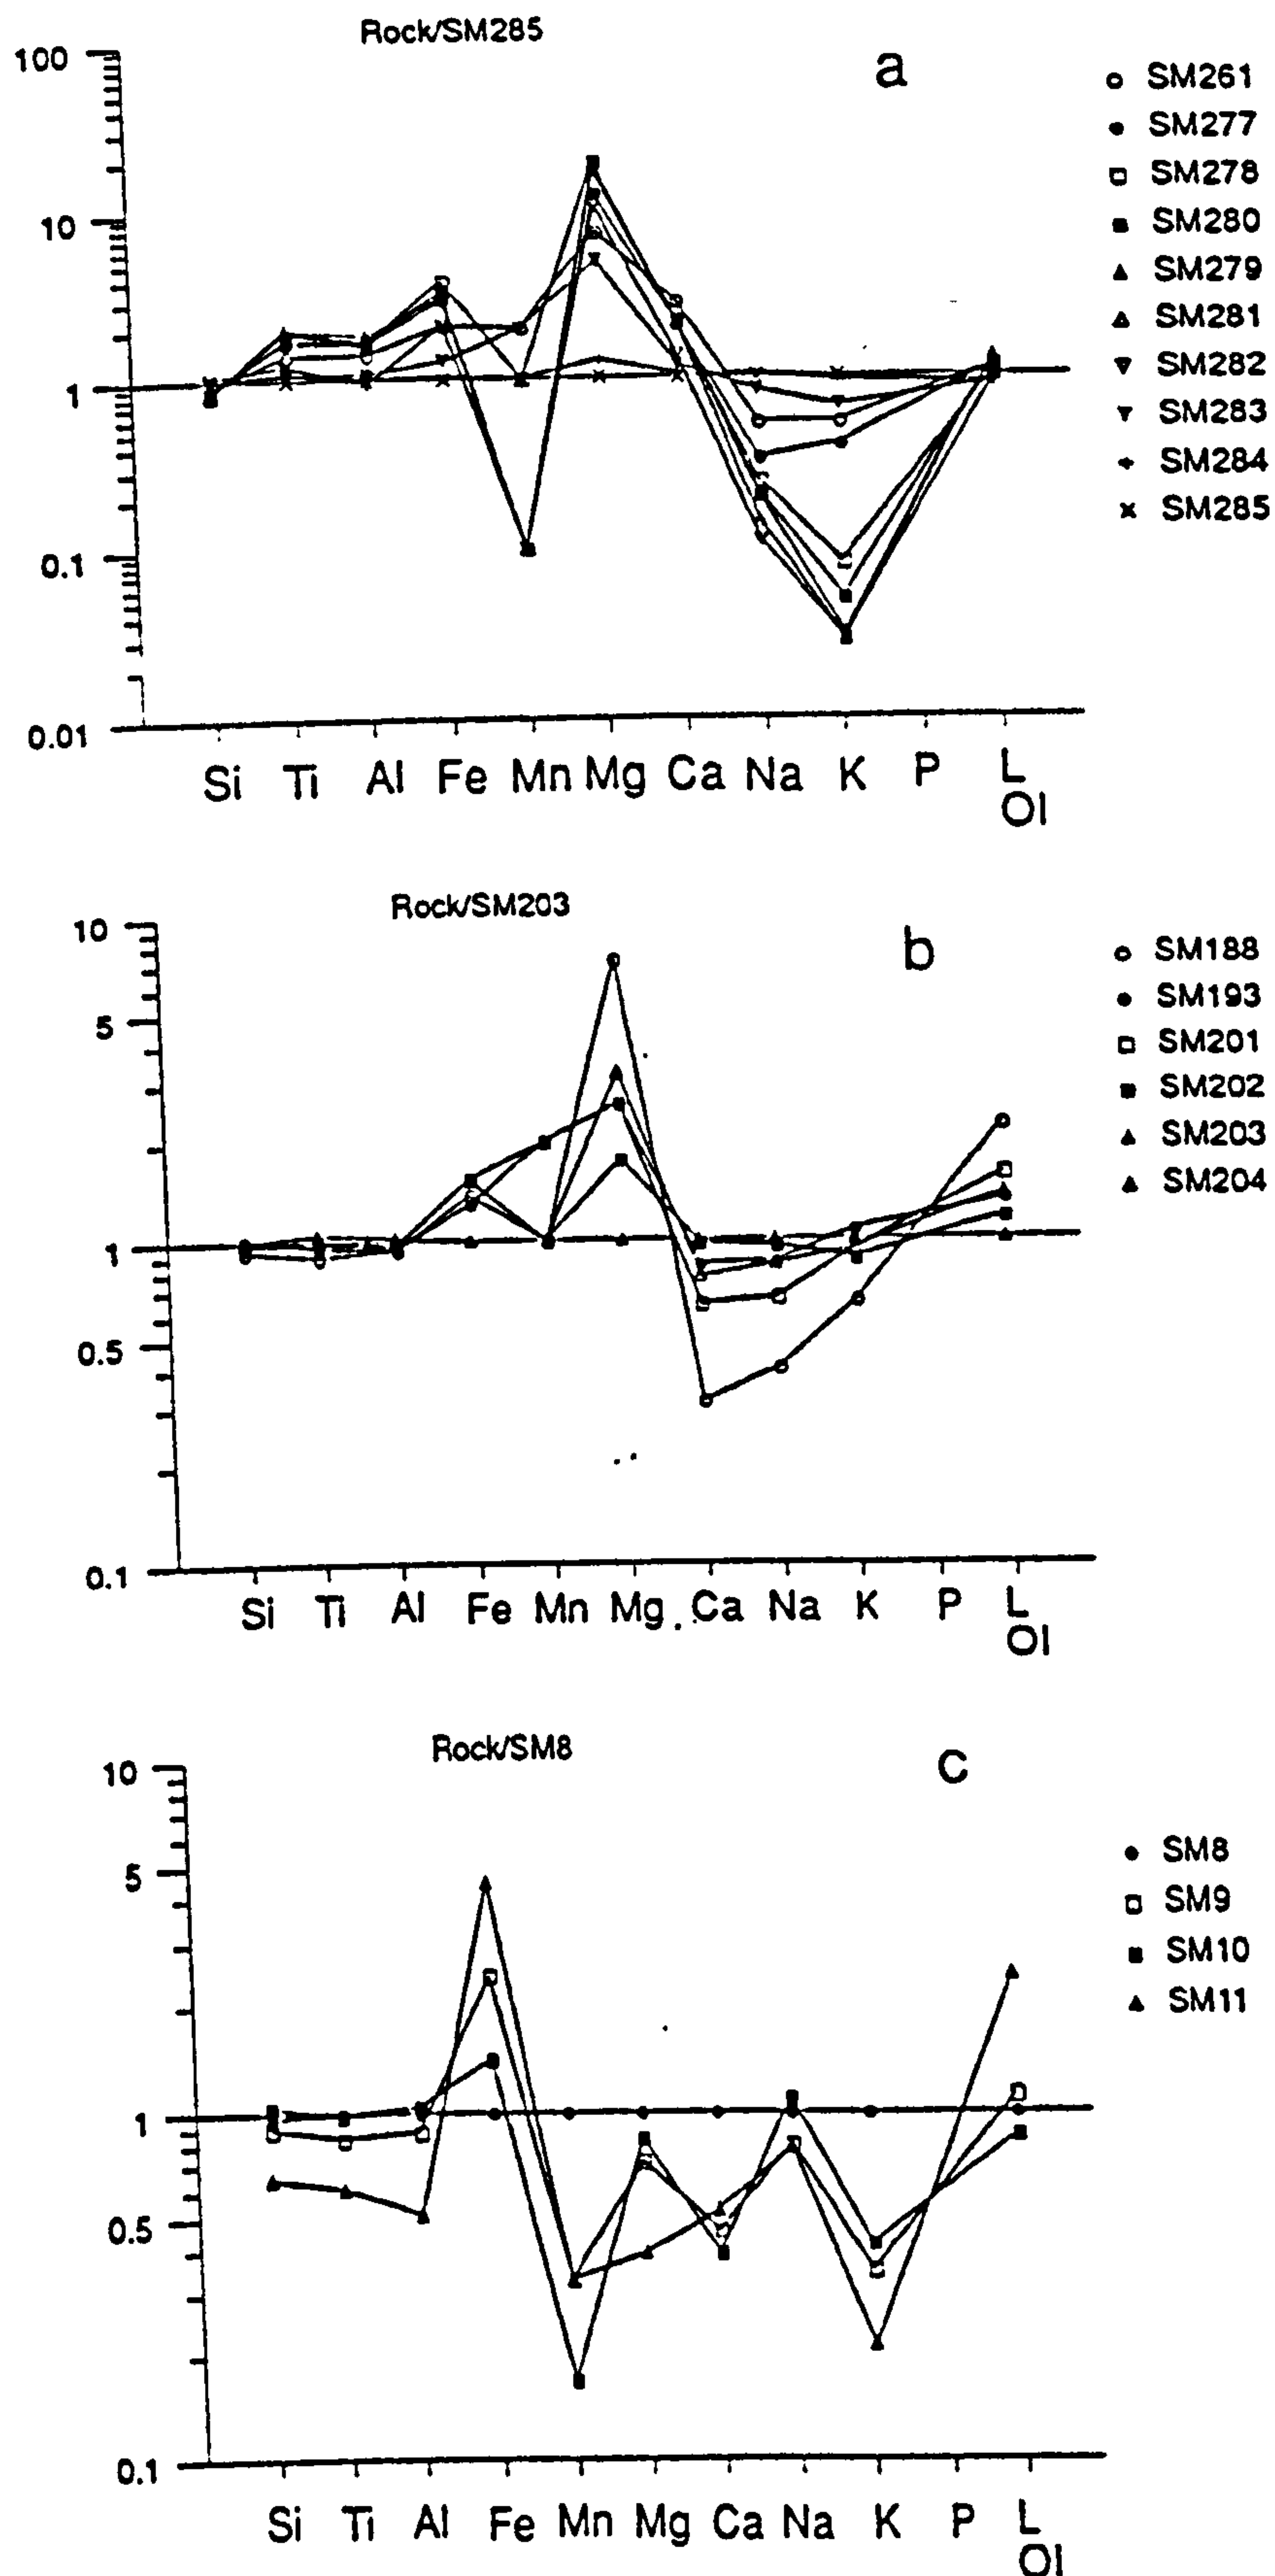 Rock/SM285
a
100
10
1
0.1
0.01
SM261
SM277
SM278
SM280
SM279
SM281
SM282
SM283
SM284
SM285
Si Ti Al Fe Mn Mg Ca Na K P L
OI
Rock/SM203
b
10
5
1
0.5
0.1
SM188
SM193
SM201
SM202
SM203
SM204
Si Ti Al Fe Mn Mg Ca Na K P L
OI
Rock/SM8
c
10
5
1
0.5
0.1
SM8
SM9
SM10
SM11
Si Ti Al Fe Mn Mg Ca Na K P L
OI